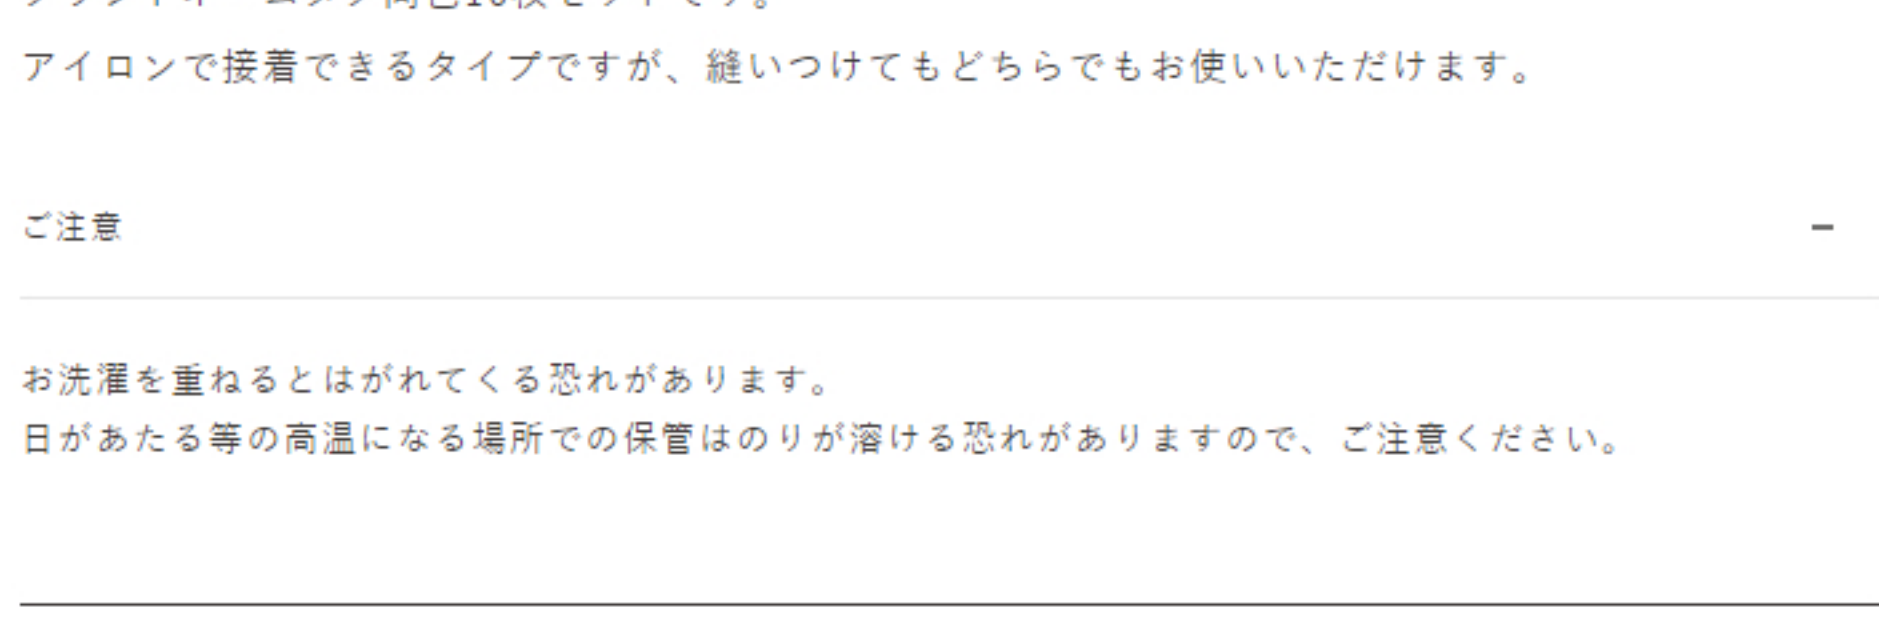 アイロンで接着できるタイプですが、縫いつけてもどちらでもお使いいただけます。
ご注意
お洗濯を重ねるとはがれてくる恐れがあります。
日があたる等の高温になる場所での保管はのりが溶ける恐れがありますので、ご注意ください。